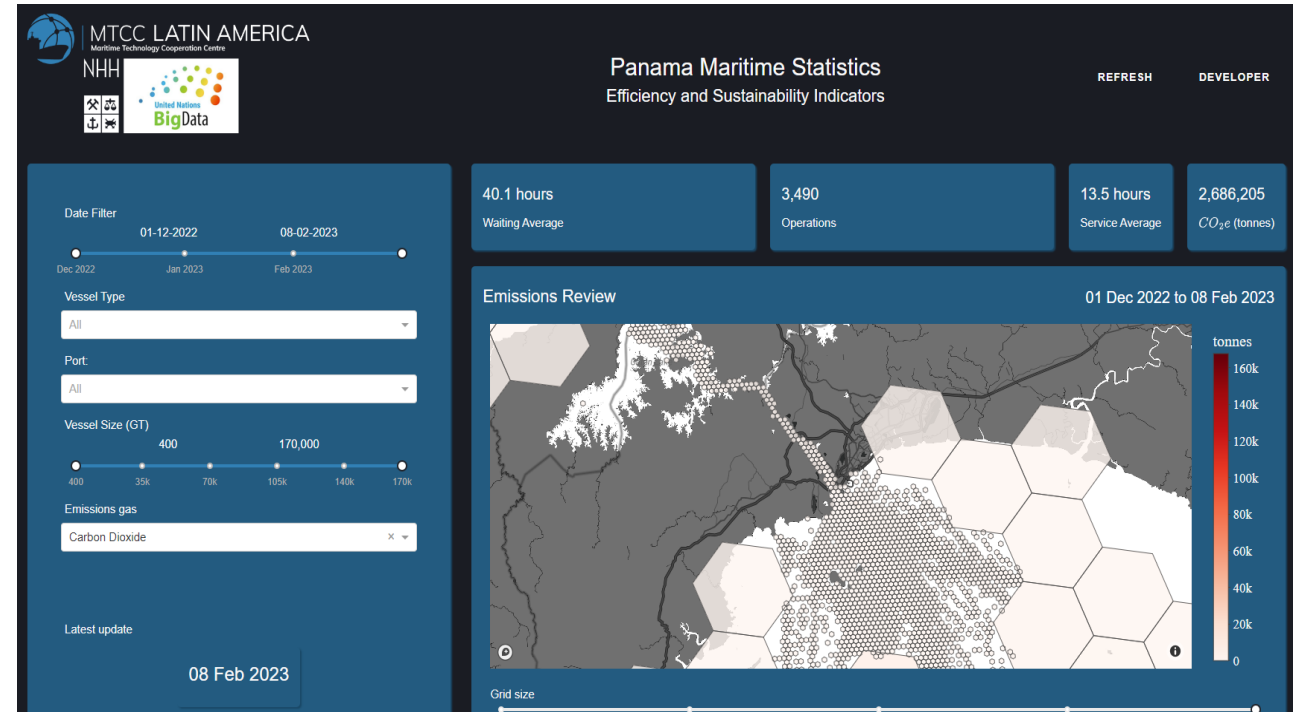 MTCC LATIN AMERICA
Maritime Technology Cooperation Centre
NHH
United Nations
BigData
Panama Maritime Statistics
Efficiency and Sustainability Indicators
REFRESH
DEVELOPER
Date Filter
01-12-2022 08-02-2023
Dec 2022 Jan 2023 Feb 2023
Vessel Type
All
Port:
All
Vessel Size (GT)
400 170,000
400 35k 70k 105k 140k 170k
Emissions gas
Carbon Dioxide
Latest update
08 Feb 2023
40.1 hours
Waiting Average
3,490
Operations
13.5 hours
Service Average
2,686,205
CO₂e (tonnes)
Emissions Review
01 Dec 2022 to 08 Feb 2023
tonnes
160k
140k
120k
100k
80k
60k
40k
20k
0
Grid size